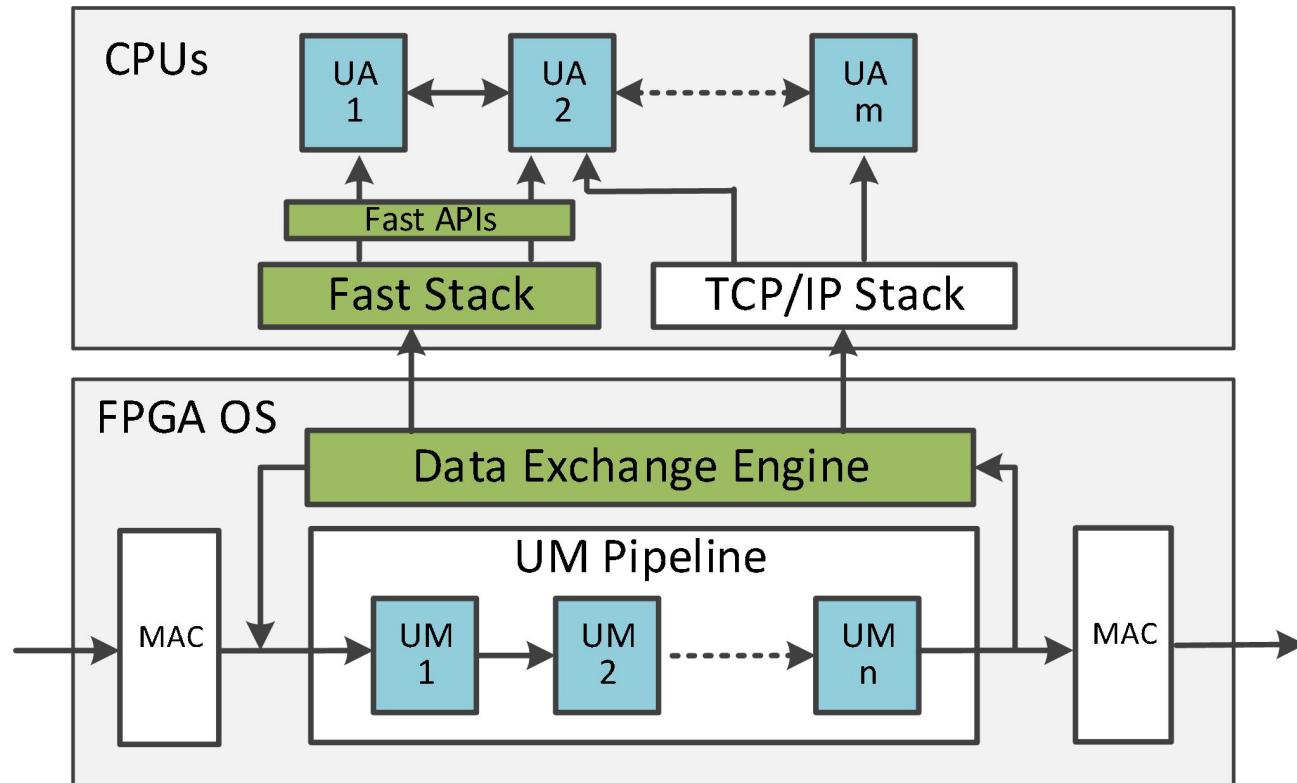 CPUs
UA
1
UA
2
UA
m
Fast APIs
Fast Stack
TCP/IP Stack
FPGA OS
Data Exchange Engine
UM Pipeline
MAC
UM
1
UM
2
UM
n
MAC